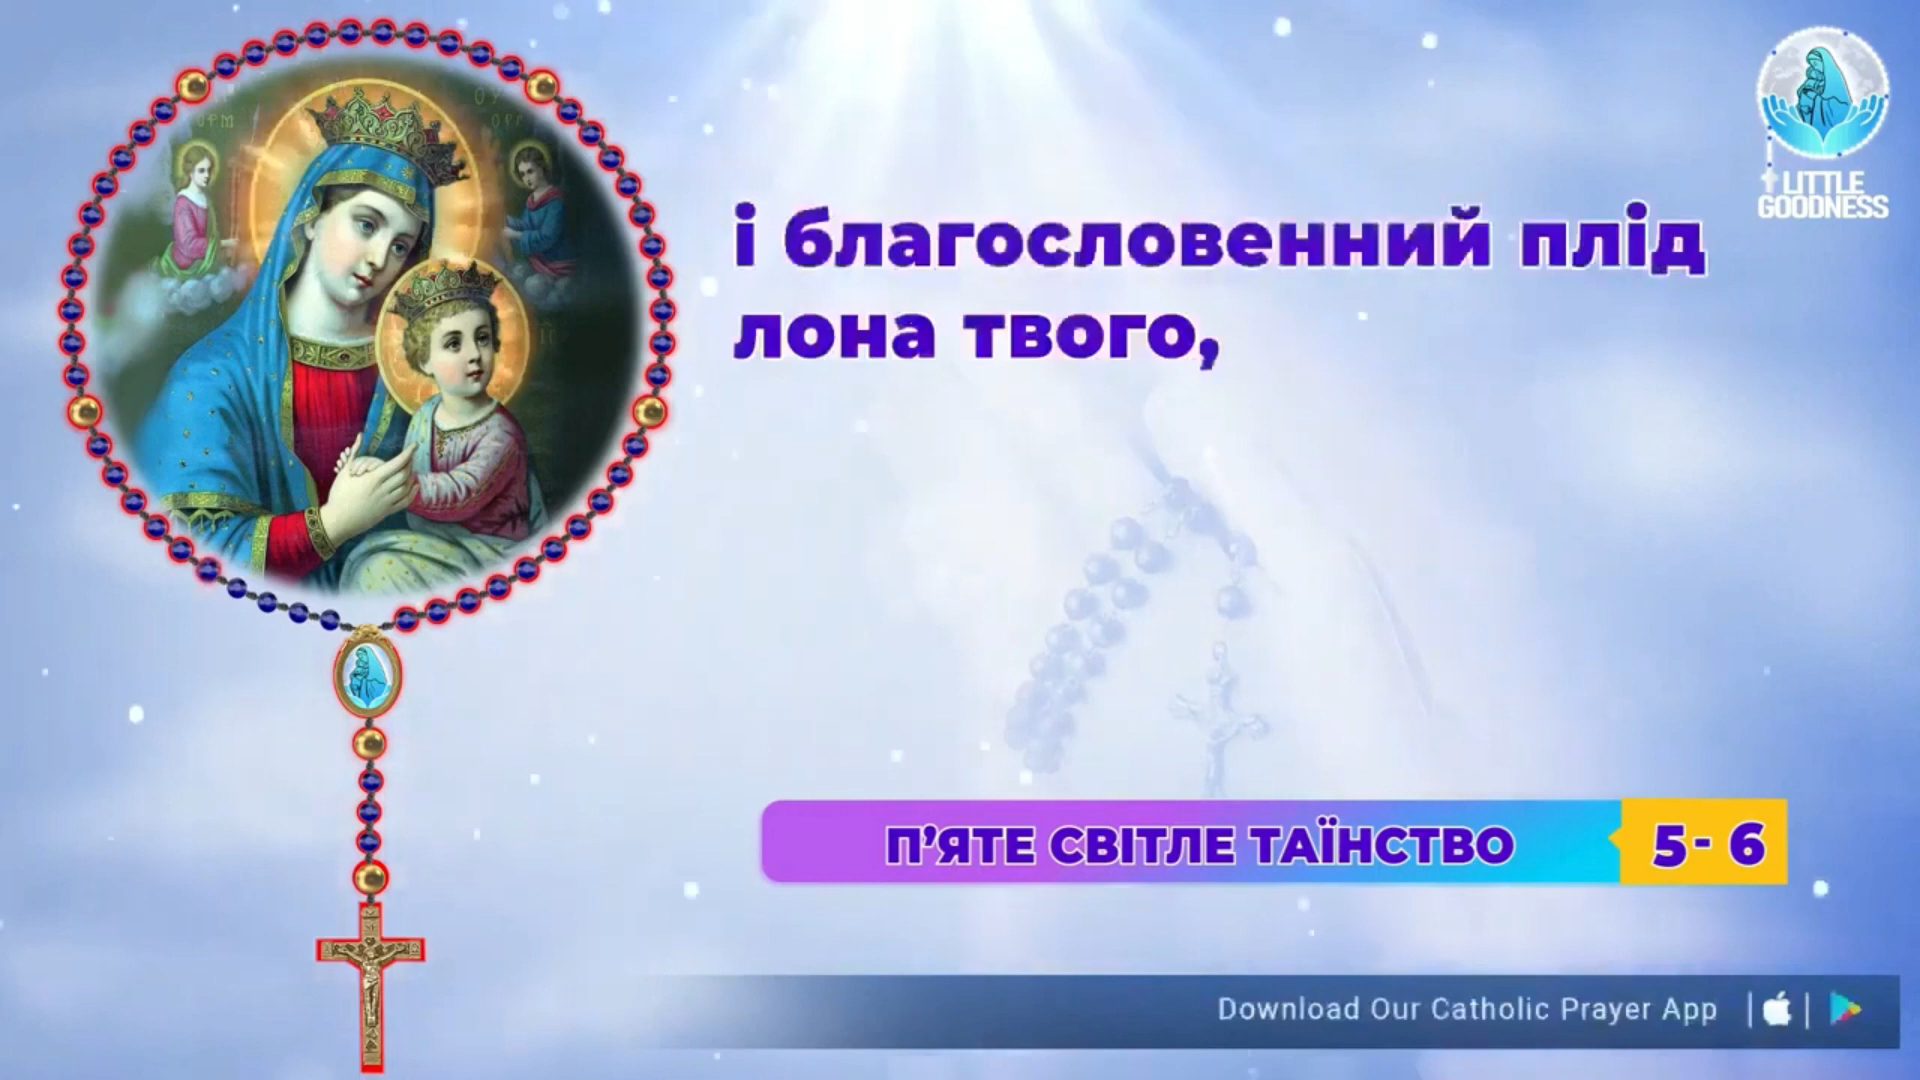 і благословенний плід
лона твого,
LITTLE
GOODNESS
П’ЯТЕ СВІТЛЕ ТАЇНСТВО
5 - 6
Download Our Catholic Prayer App